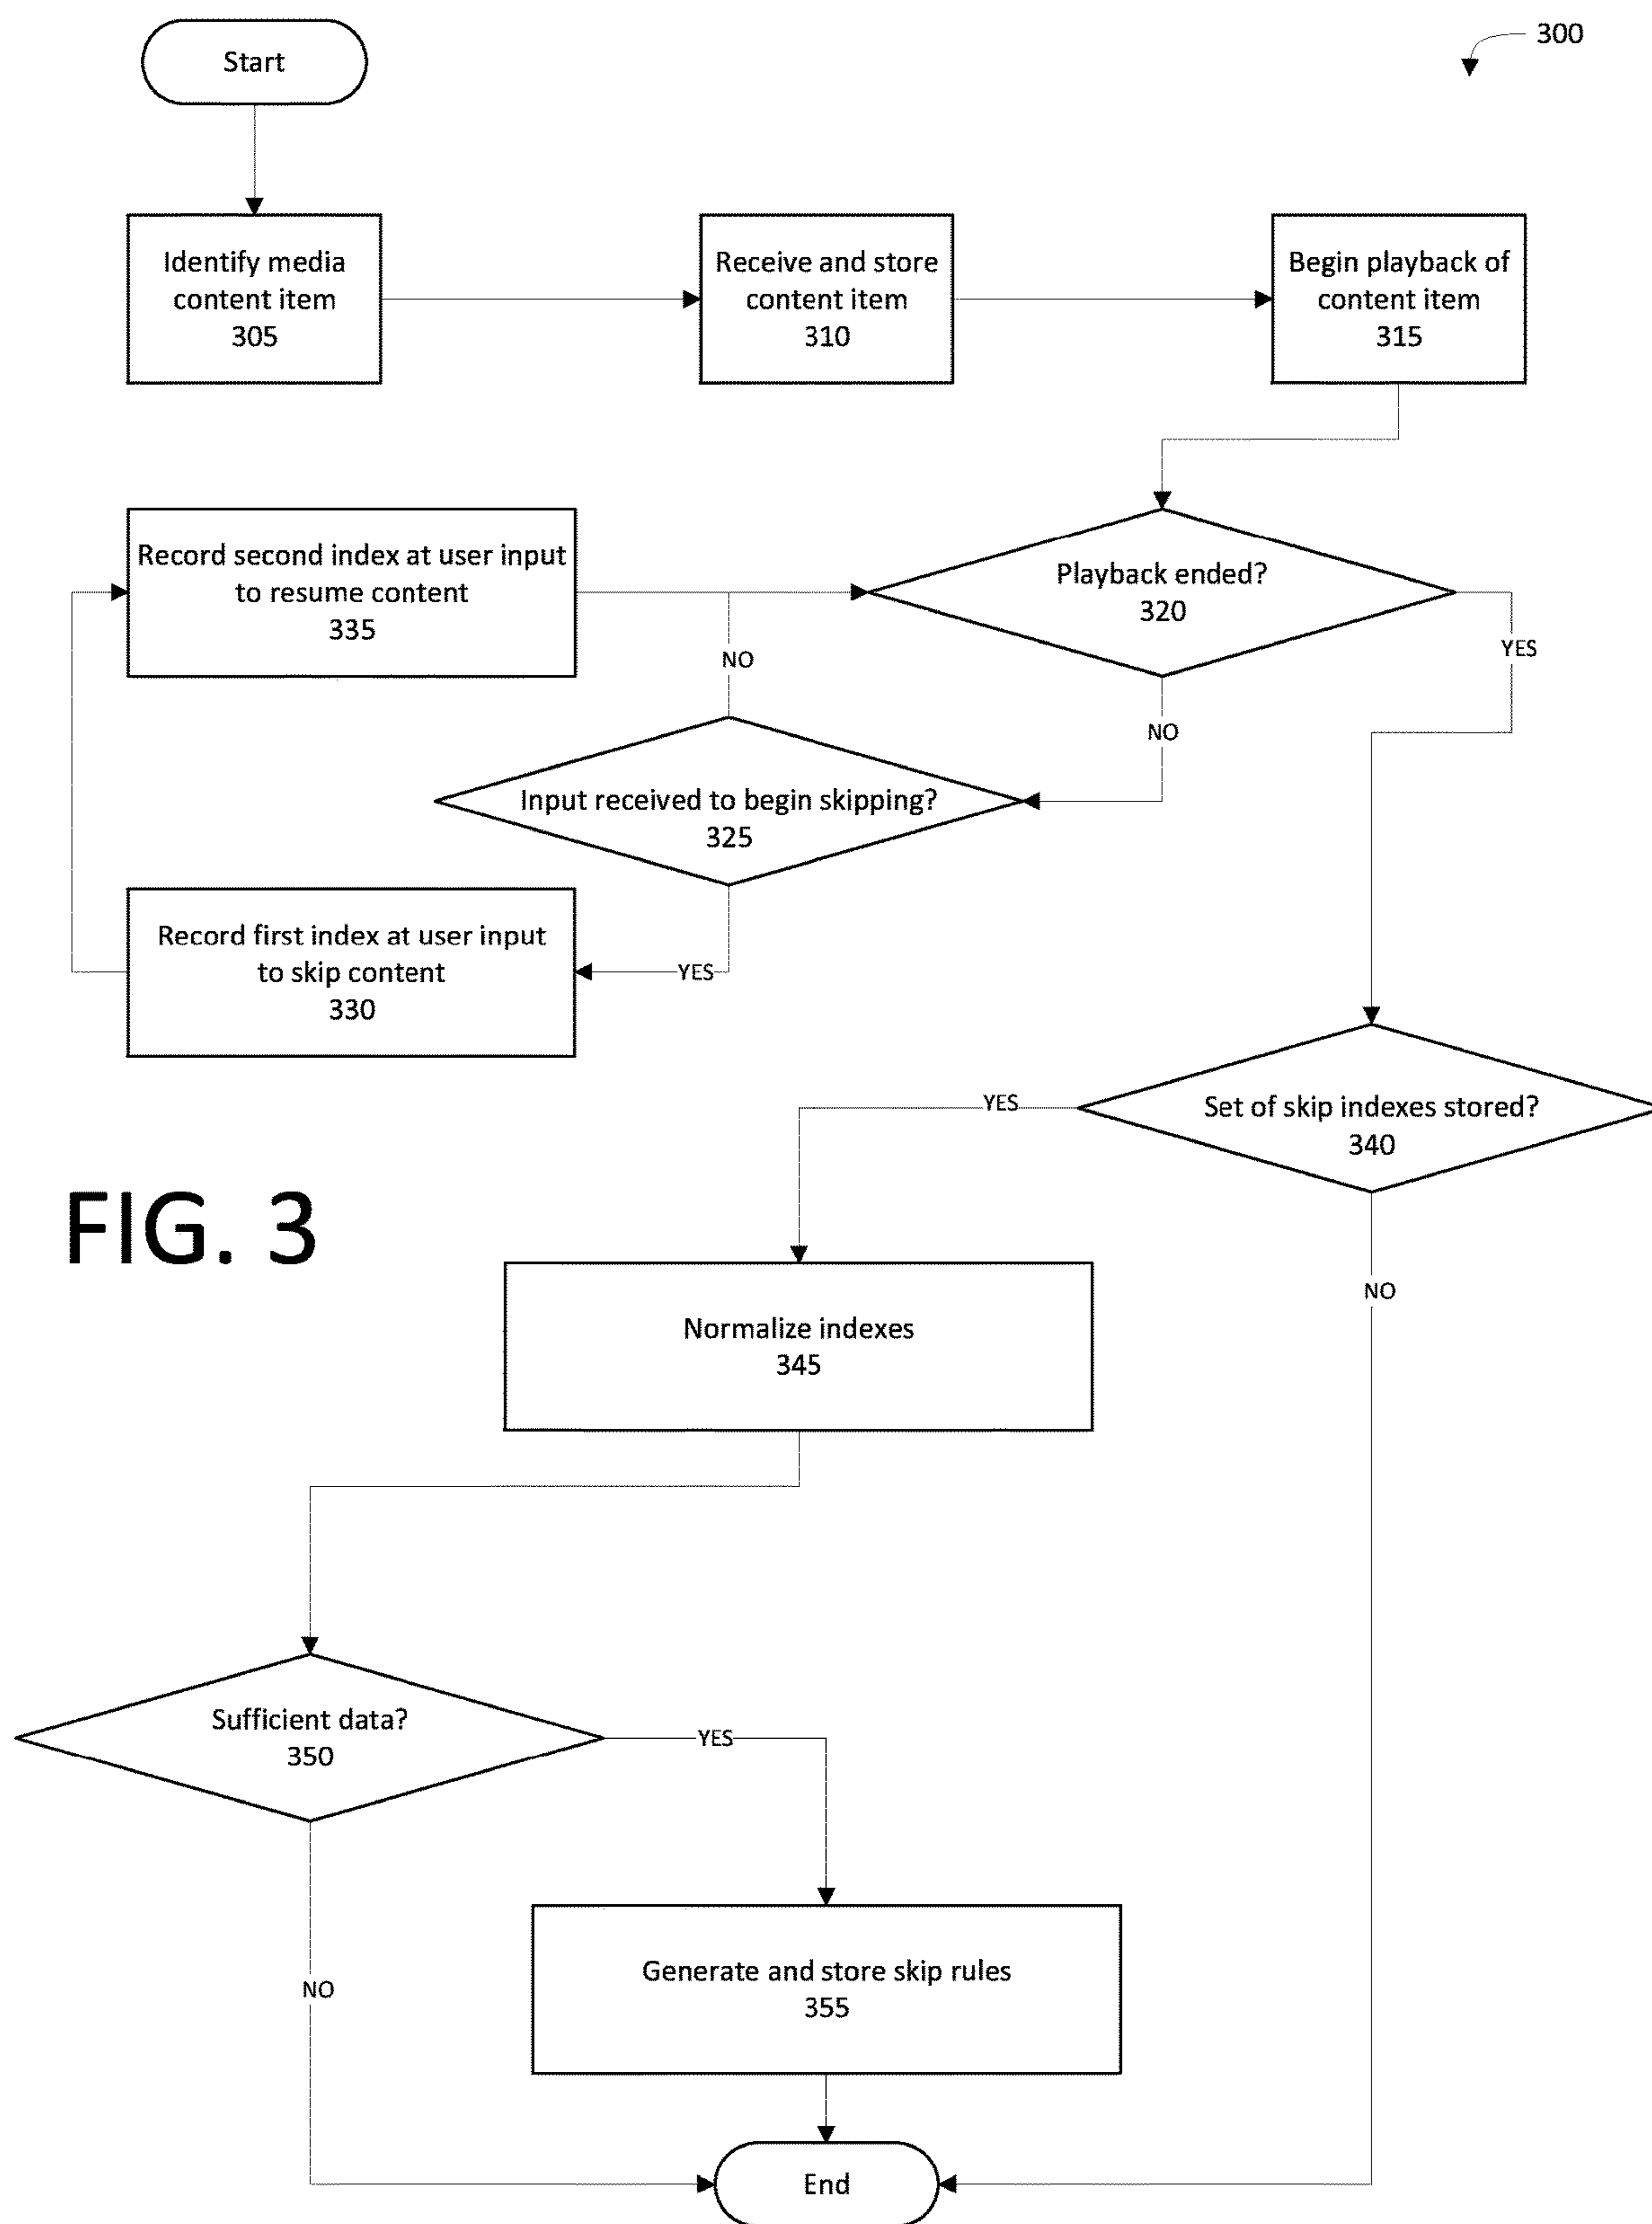 Start
300
Identify media
content item
305
Receive and store
content item
310
Begin playback of
content item
315
Record second index at user input
to resume content
335
Playback ended?
320
YES
NO
NO
Input received to begin skipping?
325
Record first index at user input
to skip content
330
YES
Set of skip indexes stored?
340
YES
FIG. 3
NO
Normalize indexes
345
Sufficient data?
350
YES
NO
Generate and store skip rules
355
End